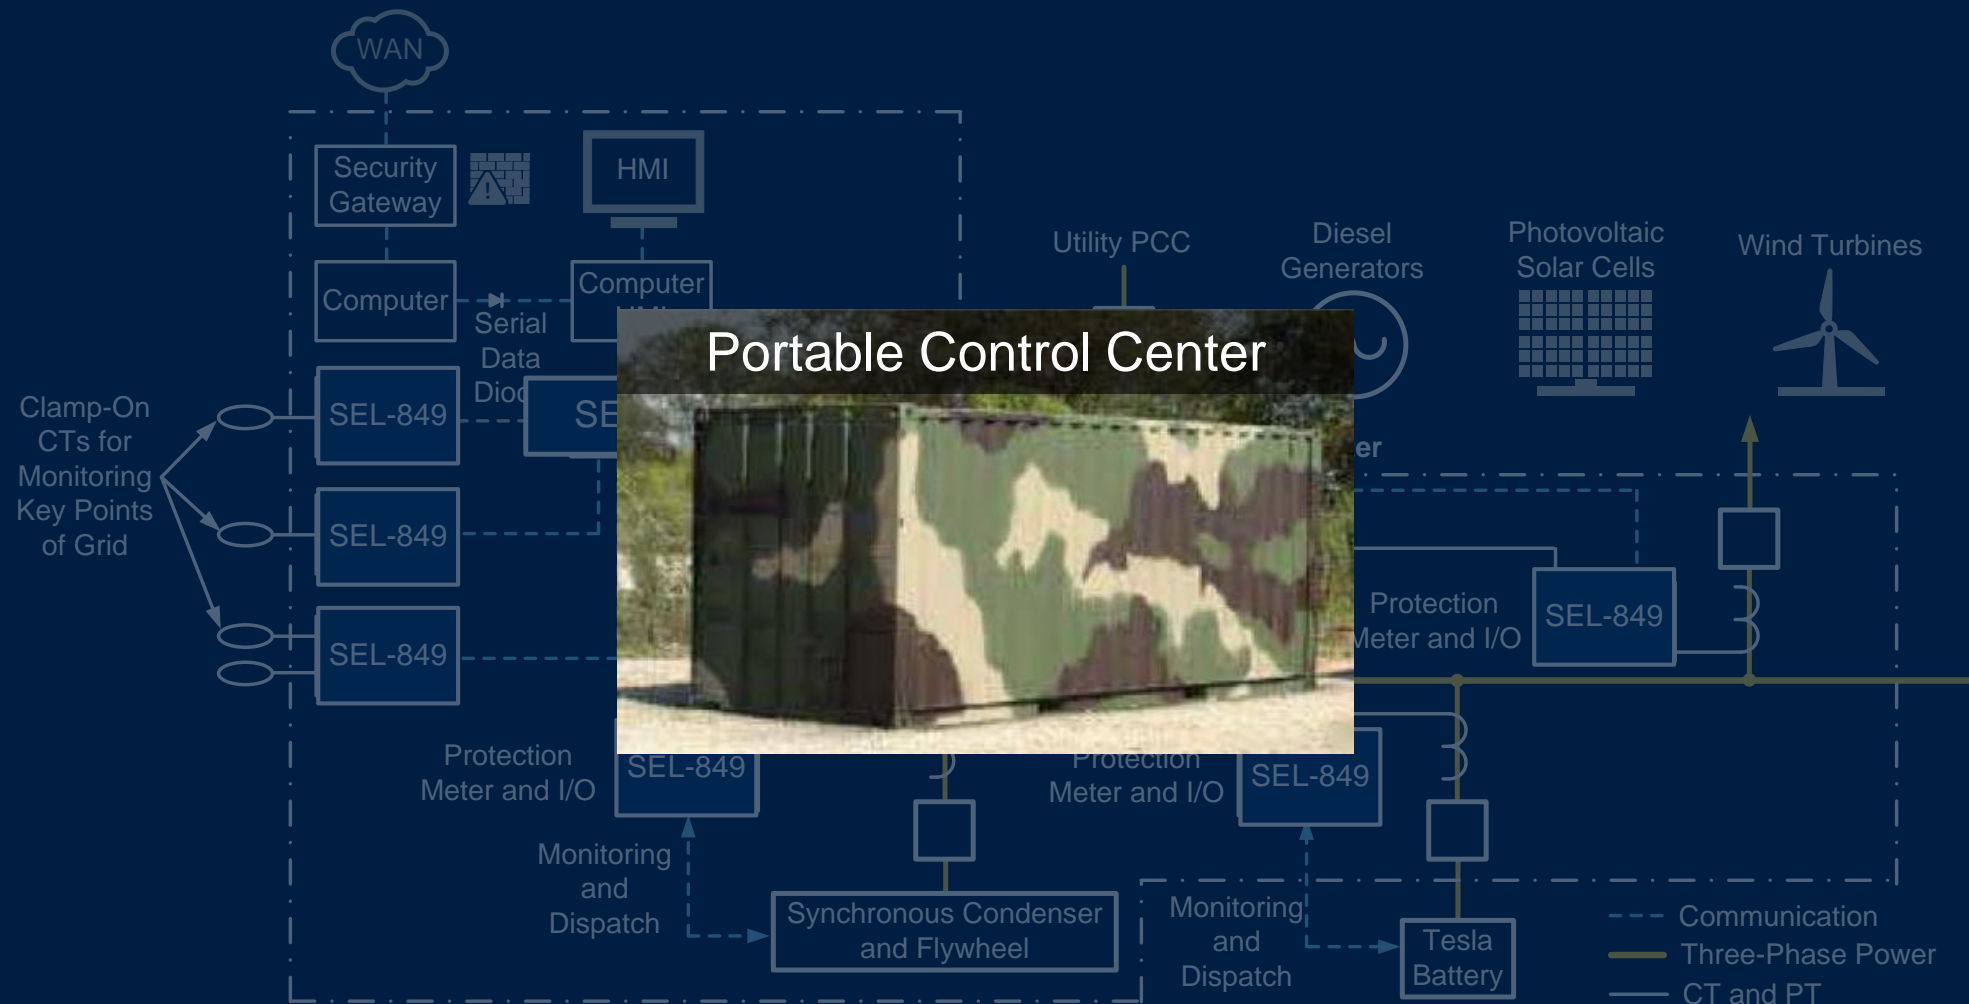 WAN
Security
Gateway
HMI
Computer
Computer
Serial
Data
Utility PCC
Diesel
Generators
Photovoltaic
Solar Cells
Wind Turbines
Portable Control Center
Clamp-On
CTs for
Monitoring
Key Points
of Grid
SEL-849
SEL-849
SEL-849
Protection
Meter and I/O
SEL-849
Protection
Meter and I/O
SEL-849
Protection
Meter and I/O
SEL-849
Monitoring
and
Dispatch
Synchronous Condenser
and Flywheel
Monitoring
and
Dispatch
Tesla
Battery
Communication
Three-Phase Power
CT and PT